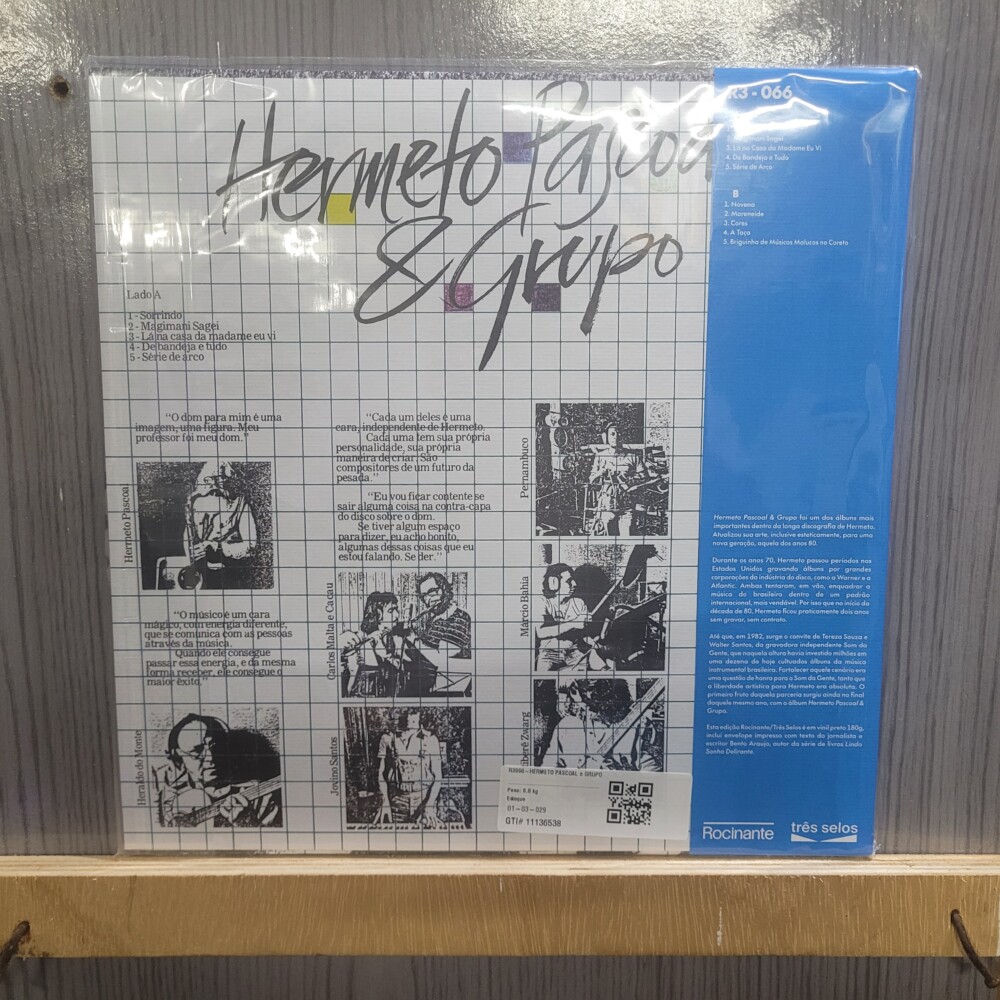 Hermeto Pascoal
& Grupo
Lado A
1 - Sorrindo
2 - Magimani Sagei
3 - Lá na casa da madame eu vi
4 - De bandeja e tudo
5 - Série de arco
"O dom para mim é uma
imagem, uma figura. Meu
professor foi meu dom."
Hermeto Pascoal
"O músico é um cara
mágico, com energia diferente,
que se comunica com as pessoas
através da música.
Quando ele consegue
passar essa energia, e da mesma
forma receber, ele consegue o
maior êxito."
Heraldo do Monte
"Cada um deles é uma
cara, independente de Hermeto.
Cada uma tem sua própria
personalidade, sua própria
maneira de criar. São
compositores de um futuro da
pesada."
"Eu vou ficar contente se
sair alguma coisa na contra-capa
do disco sobre o dom.
Se tiver algum espaço
para dizer, eu acho bonito,
algumas dessas coisas que eu
estou falando. Se der."
Carlos Malta e Cacau
Jovino Santos
Pernambuco
Márcio Bahia
Itiberê Zwarg
R3066 - HERMETO PASCOAL e GRUPO
Peso: 0.8 kg
Estoque
01-03-029
GTI# 11136538
R3 - 066
Sagei
3. Lá na Casa da Madame Eu Vi
4. De Bandeja e Tudo
5. Série de Arco
B
1. Novena
2. Mareneide
3. Coros
4. A Taça
5. Briguinha de Músicos Malucos no Coreto
Hermeto Pascoal & Grupo foi um dos álbuns mais
importantes dentro da longa discografia de Hermeto.
Atualizou sua arte, inclusive esteticamente, para uma
nova geração, aquela dos anos 80.
Durante os anos 70, Hermeto passou períodos nos
Estados Unidos gravando álbuns por grandes
corporações da indústria do disco, como a Warner e a
Atlantic. Ambas tentaram, em vão, enquadrar a
música do brasileiro dentro de um padrão
internacional, mais vendável. Por isso que no início da
década de 80, Hermeto ficou praticamente dois anos
sem gravar, sem contrato.
Até que, em 1982, surge o convite de Tereza Souza e
Walter Santos, da gravadora independente Som da
Gente, que naquela altura havia investido milhões em
uma dezena de hoje cultuados álbuns da música
instrumental brasileira. Fortalecer aquele cenário era
uma questão de honra para o Som da Gente, tanto que
a liberdade artística para Hermeto era absoluta. O
primeiro fruto daquela parceria surgiu ainda no final
daquele mesmo ano, com o álbum Hermeto Pascoal &
Grupo.
Esta edição Rocinante/Três Selos é em vinil preto 180g,
inclui envelope impresso com texto do jornalista e
escritor Bento Araujo, autor da série de livros Lindo
Sonho Delirante.
Rocinante
três selos